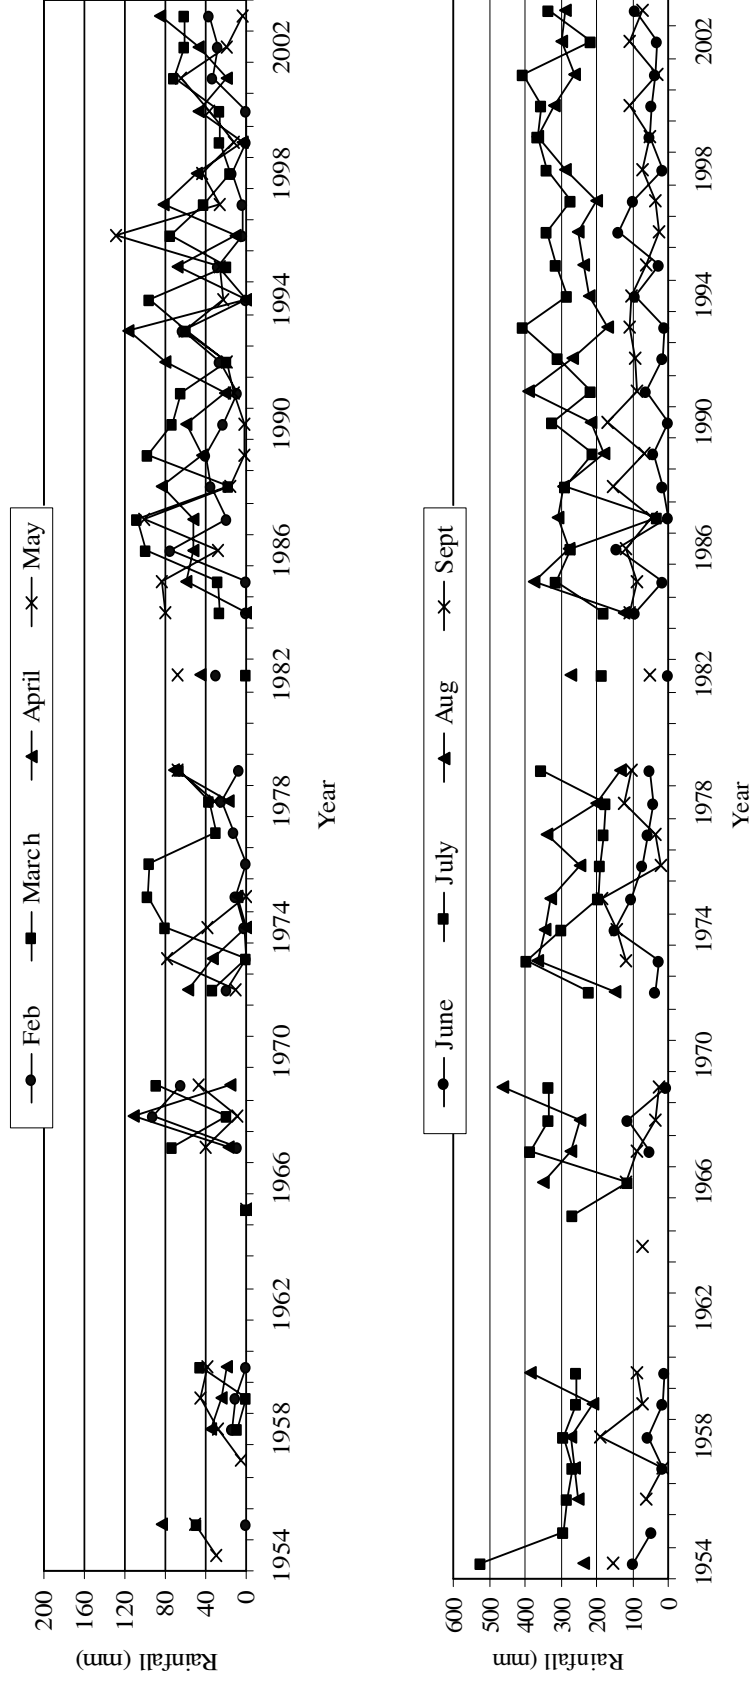 Feb March April May
200
160
120
80
40
0
Rainfall (mm)
1954 1958 1962 1966 1970 1974 1978 1982 1986 1990 1994 1998 2002
Year
June July Aug Sept
600
500
400
300
200
100
0
Rainfall (mm
1954 1958 1962 1966 1970 1974 1978 1982 1986 1990 1994 1998 2002
Year